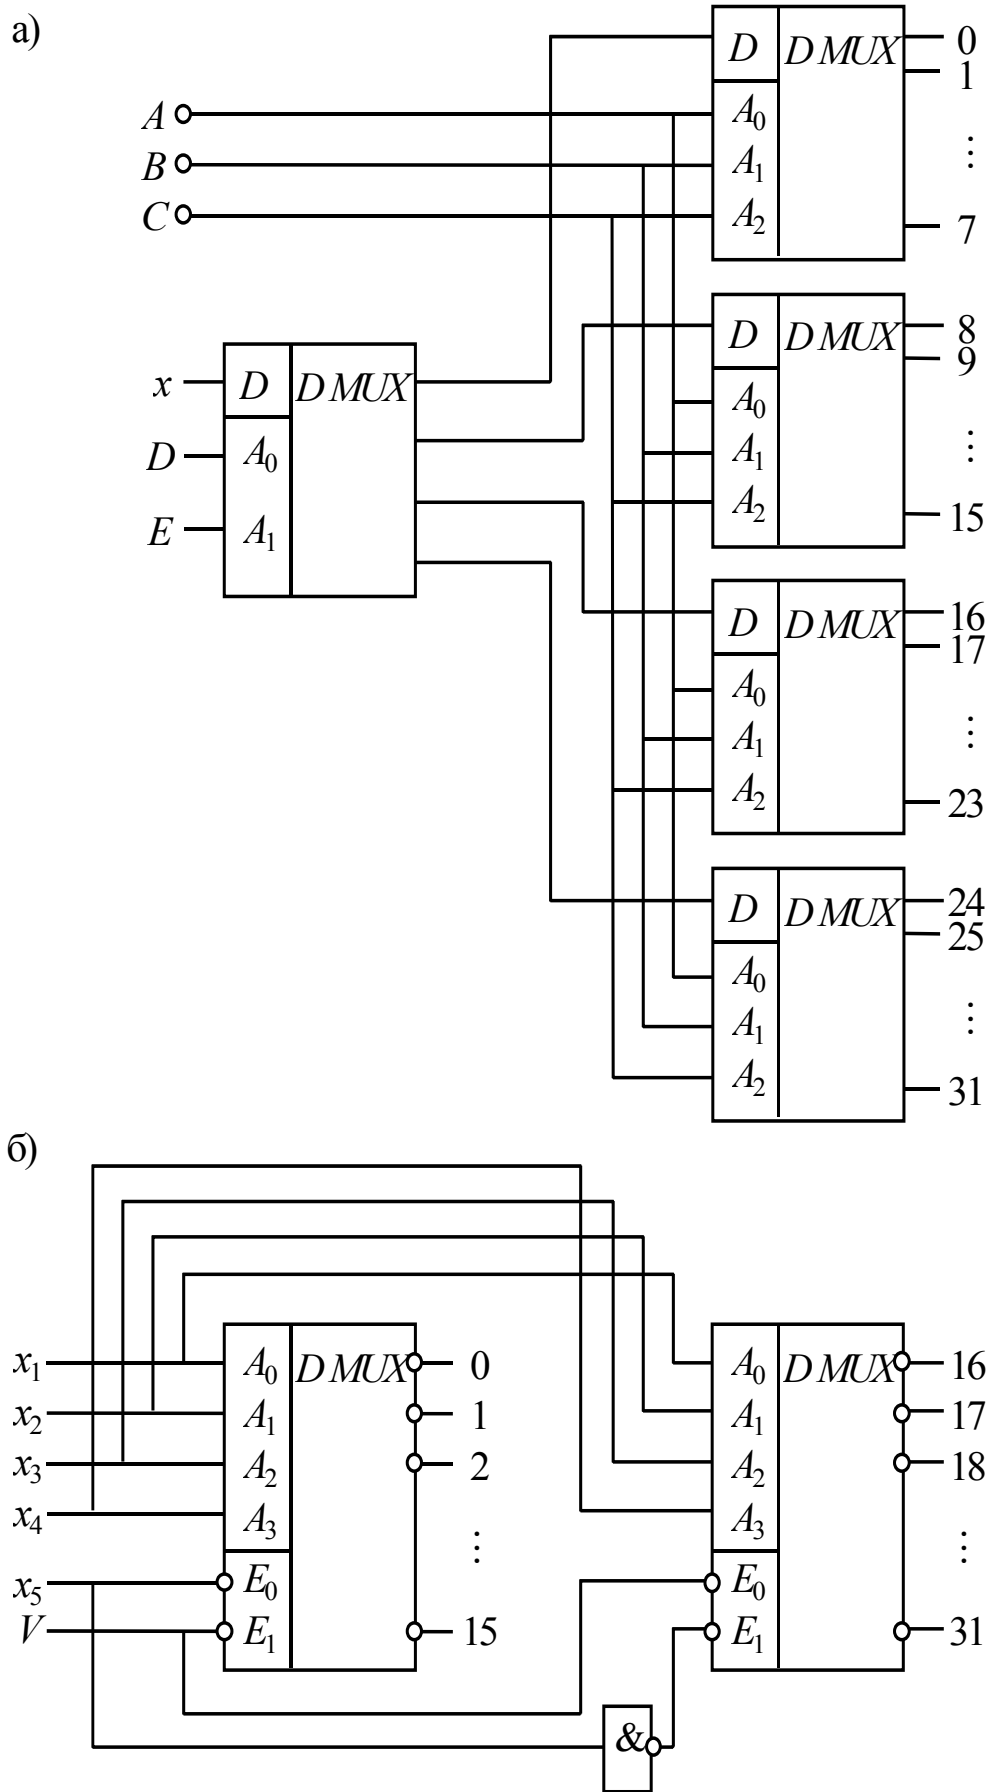 а)
D DMUX 0
1
A A₀
B A₁ ⋮
C A₂ 7
D DMUX 8
9
x D DMUX A₀
D A₀ A₁ ⋮
E A₁ A₂ 15
D DMUX 16
17
A₀
A₁ ⋮
A₂ 23
D DMUX 24
25
A₀
A₁ ⋮
A₂ 31
б)
x₁ A₀ DMUX 0 A₀ DMUX 16
x₂ A₁ 1 A₁ 17
x₃ A₂ 2 A₂ 18
x₄ A₃ ⋮ A₃ ⋮
x₅ E₀ E₀
V E₁ 15 E₁ 31
&